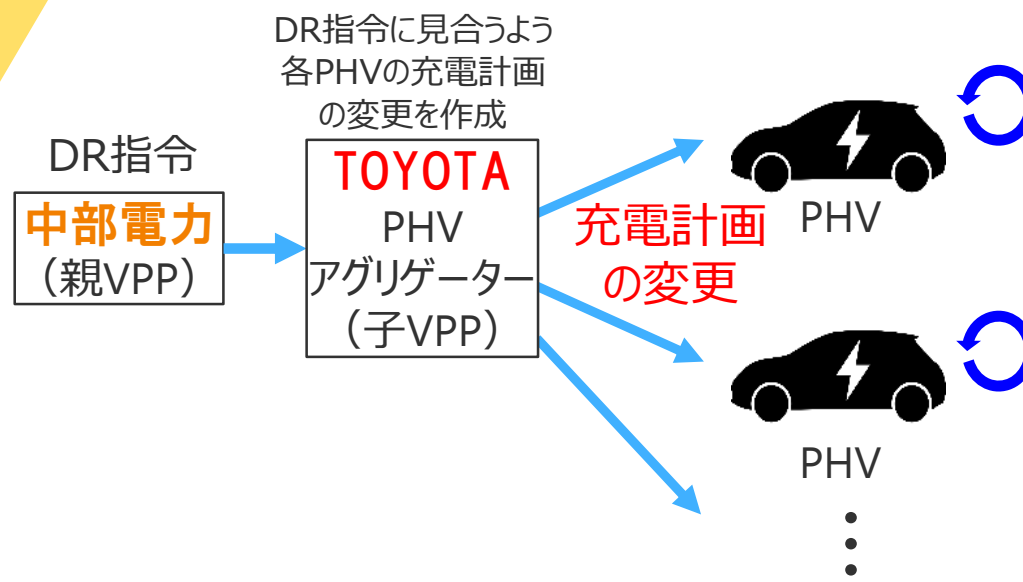 DR指令に見合うよう
各PHVの充電計画
の変更を作成
DR指令
中部電力
（親VPP）
TOYOTA
PHV
アグリゲーター
（子VPP）
充電計画
の変更
PHV
PHV